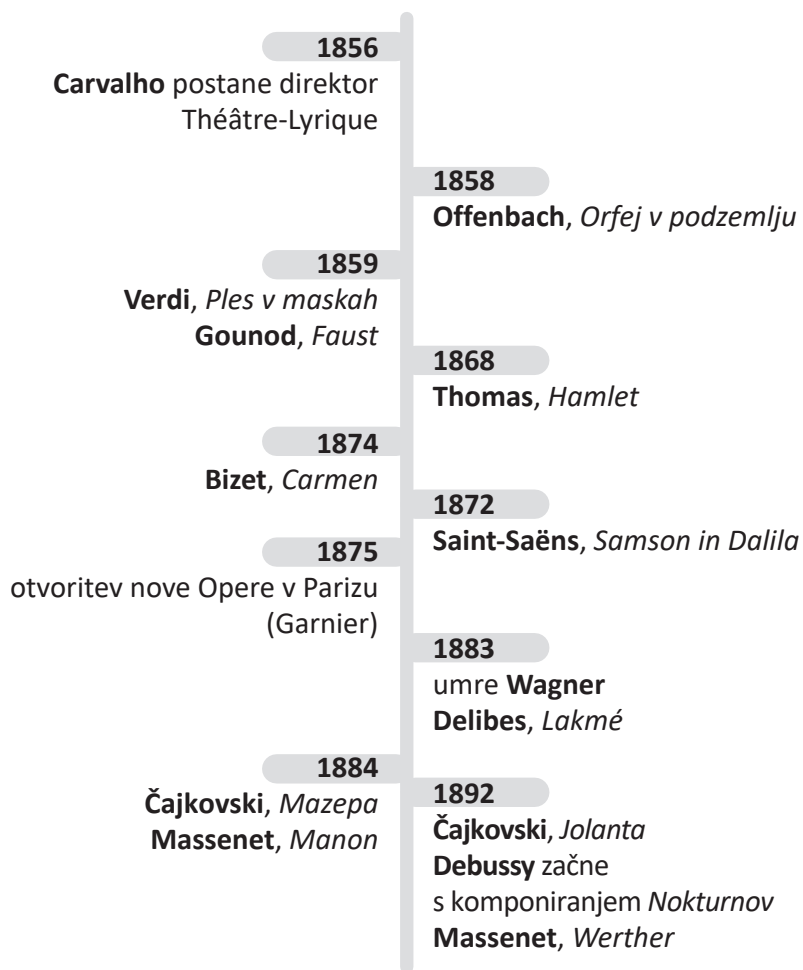 1856
Carvalho postane direktor
Théâtre-Lyrique
1858
Offenbach, Orfej v podzemlju
1859
Verdi, Ples v maskah
Gounod, Faust
1868
Thomas, Hamlet
1874
Bizet, Carmen
1872
Saint-Saëns, Samson in Dalila
1875
otvoritev nove Opere v Parizu
(Garnier)
1883
umre Wagner
Delibes, Lakmé
1884
Čajkovski, Mazepa
Massenet, Manon
1892
Čajkovski, Jolanta
Debussy začne
s komponiranjem Nokturnov
Massenet, Werther